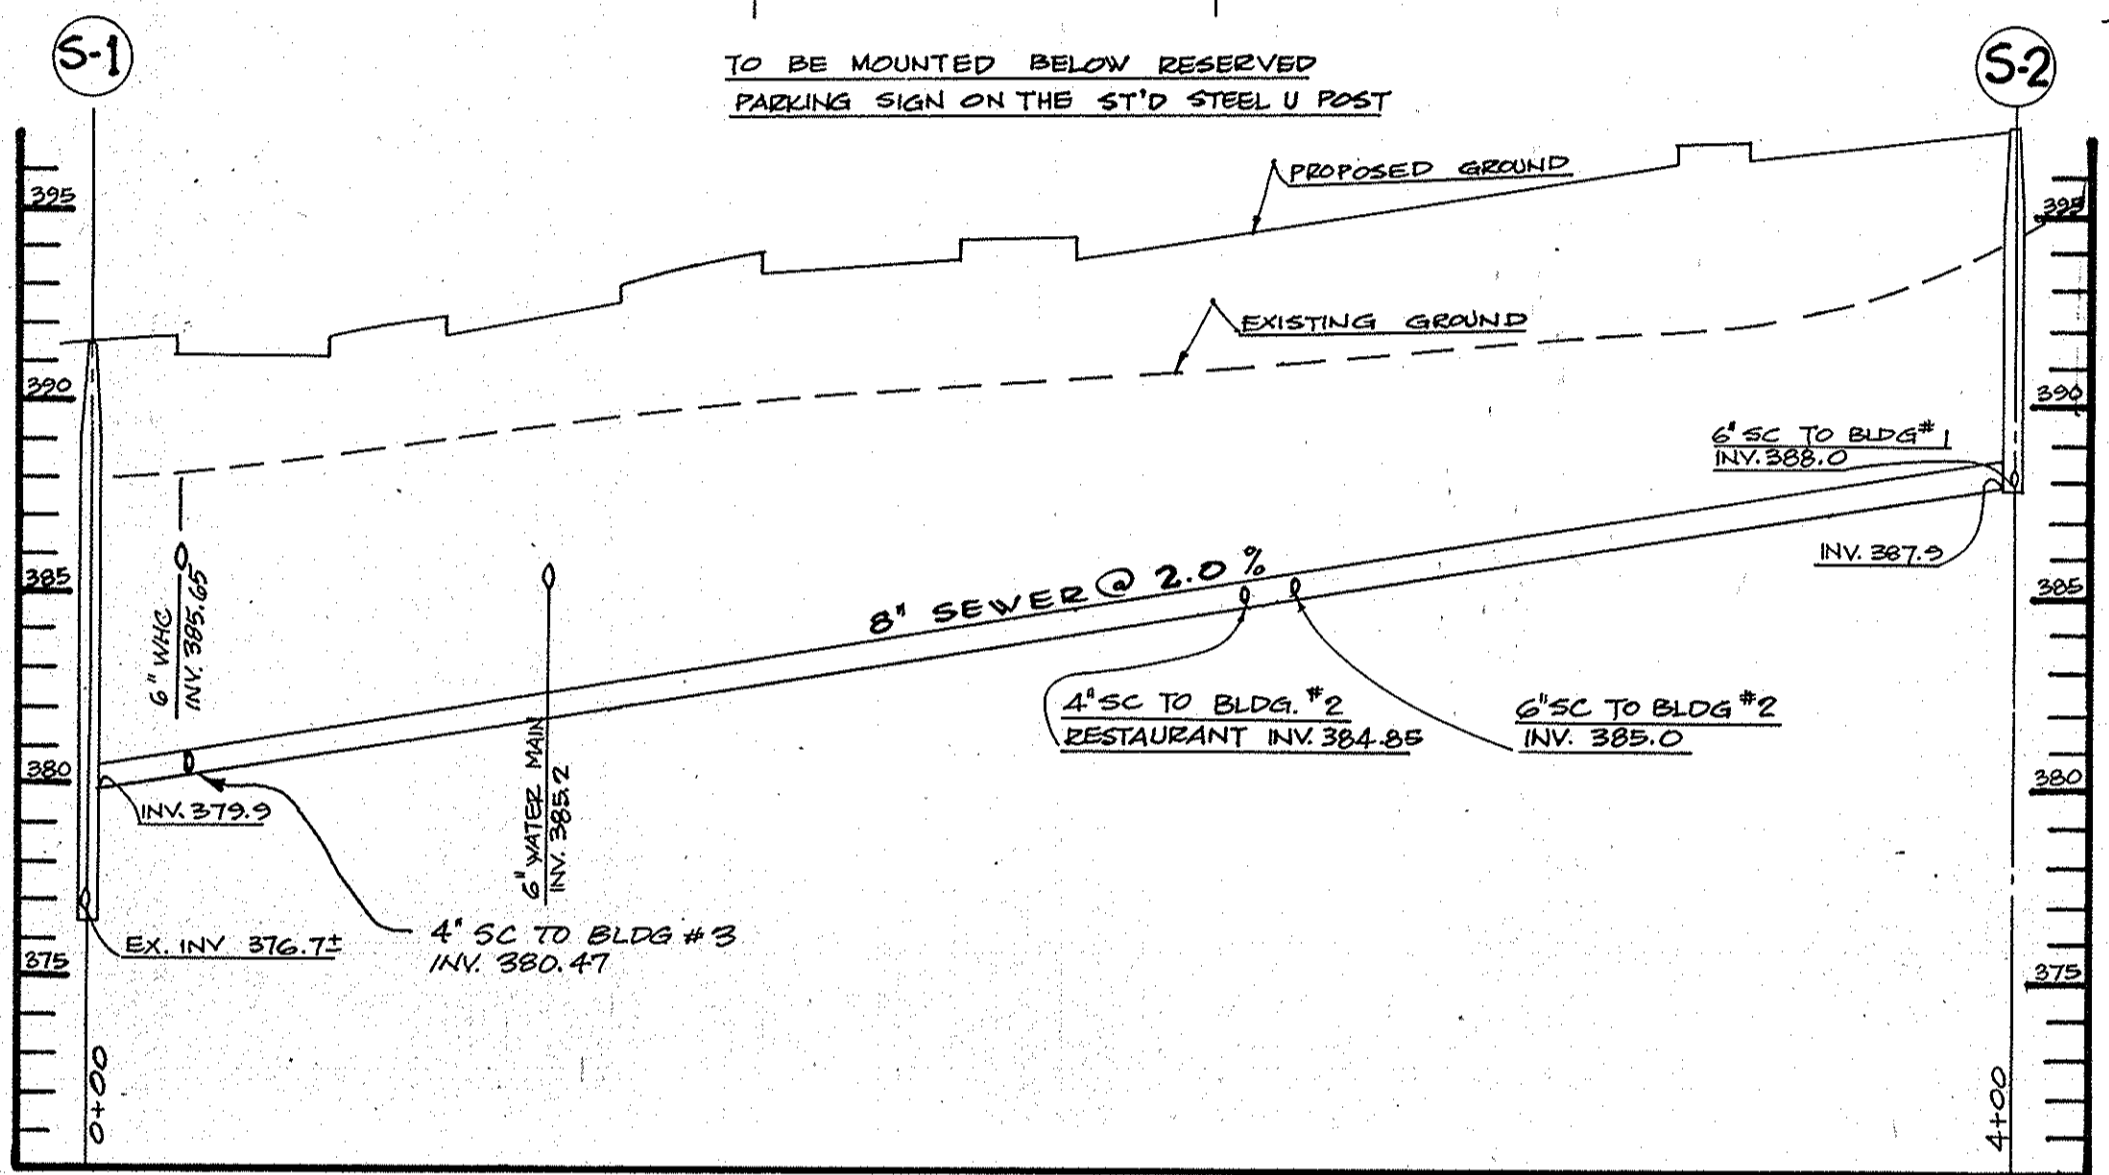 S-1
S-2
TO BE MOUNTED BELOW RESERVED
PARKING SIGN ON THE ST'D STEEL U POST
PROPOSED GROUND
395
395
EXISTING GROUND
390
390
6" SC TO BLDG #1
INV. 388.0
INV. 387.9
385
385
6" WHC
INV. 385.65
8" SEWER @ 2.0 %
4" SC TO BLDG. #2
RESTAURANT INV. 384.85
6" SC TO BLDG #2
INV. 385.0
6" WATER MAIN
INV. 385.2
380
380
INV. 379.9
4" SC TO BLDG #3
INV. 380.47
EX. INV 376.7±
375
375
0+00
4+00